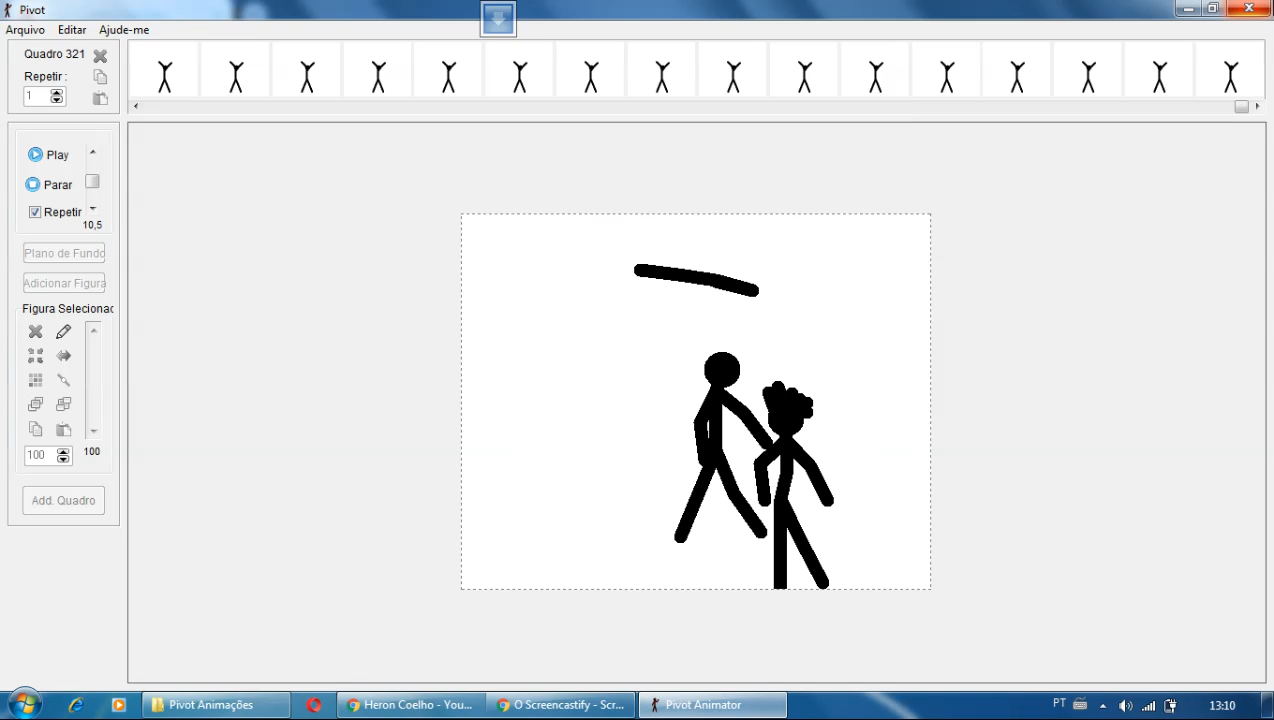 Pivot
Arquivo Editar Ajude-me
Quadro 321
Repetir :
1
Play
Parar
Repetir
10,5
Plano de Fundo
Adicionar Figura
Figura Selecionac
100 100
Add. Quadro
Pivot Animações
Heron Coelho - You...
O Screencastify - Scr...
Pivot Animator
PT
13:10